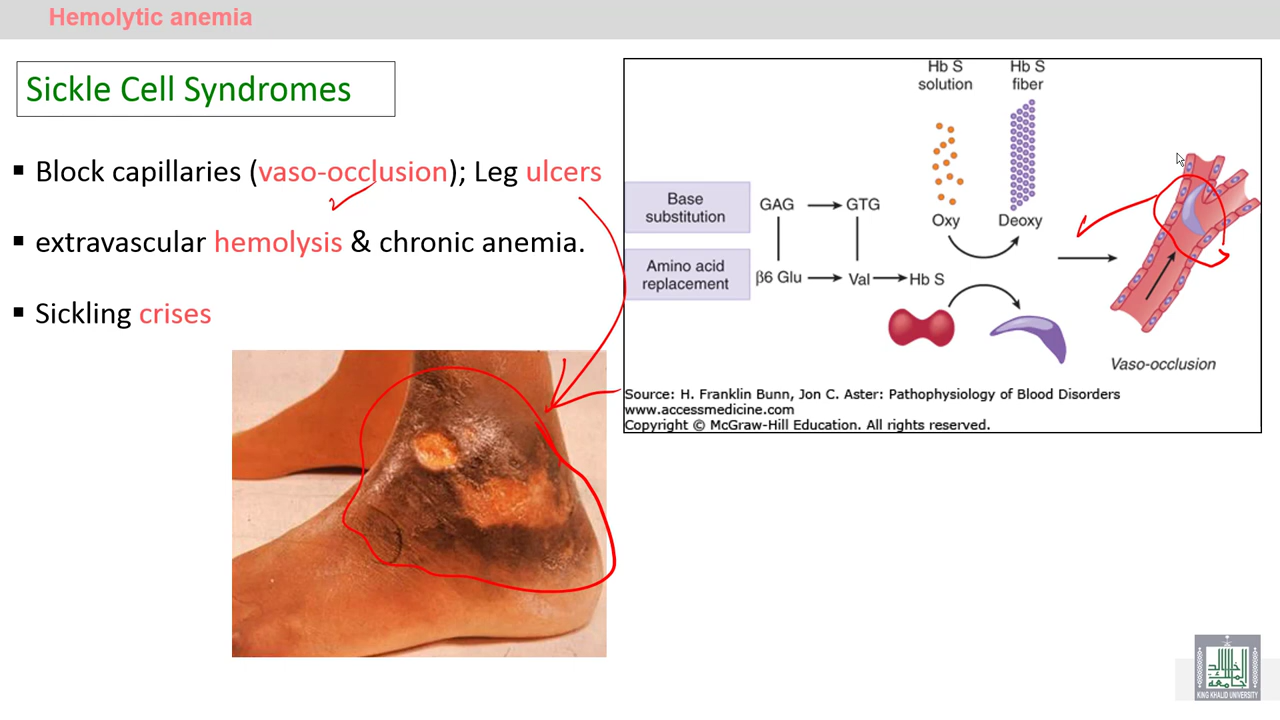 Hemolytic anemia
Sickle Cell Syndromes
▪ Block capillaries (vaso-occlusion); Leg ulcers
▪ extravascular hemolysis & chronic anemia.
▪ Sickling crises
Hb S
solution
Hb S
fiber
Oxy
Deoxy
Base
substitution
GAG
GTG
Amino acid
replacement
β6 Glu
Val
Hb S
Vaso-occlusion
Source: H. Franklin Bunn, Jon C. Aster: Pathophysiology of Blood Disorders
www.accessmedicine.com
Copyright © McGraw-Hill Education. All rights reserved.
جامعة الملك خالد
KING KHALID UNIVERSITY